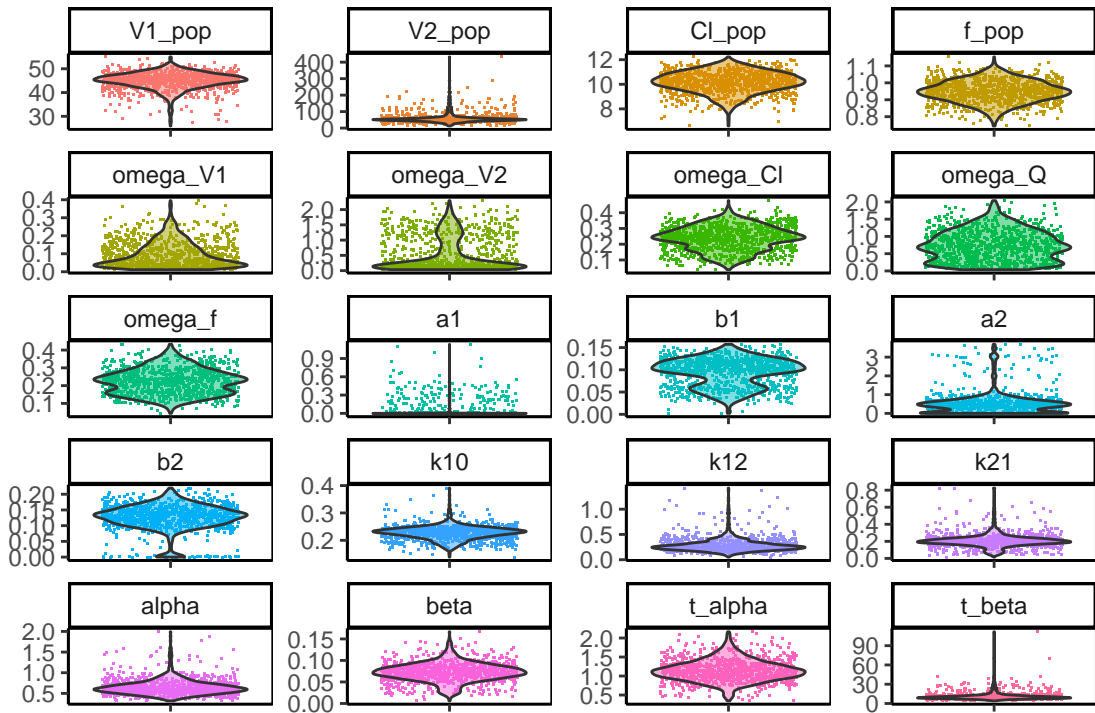 V1_pop V2_pop Cl_pop f_pop
50 40 30
400 300 200 100 0
12 10 8
1.1 1.0 0.9 0.8
omega_V1 omega_V2 omega_Cl omega_Q
0.4 0.3 0.2 0.1 0.0
2.0 1.5 1.0 0.5 0.0
0.4 0.3 0.2 0.1
2.0 1.5 1.0 0.5 0.0
omega_f a1 b1 a2
0.4 0.3 0.2 0.1
0.9 0.6 0.3 0.0
0.15 0.10 0.05 0.00
3 2 1 0
b2 k10 k12 k21
0.20 0.15 0.10 0.05 0.00
0.4 0.3 0.2
1.0 0.5 0.0
0.8 0.6 0.4 0.2 0.0
alpha beta t_alpha t_beta
2.0 1.5 1.0 0.5
0.15 0.10 0.05 0.00
2.0 1.5 1.0 0.5
90 60 30 0